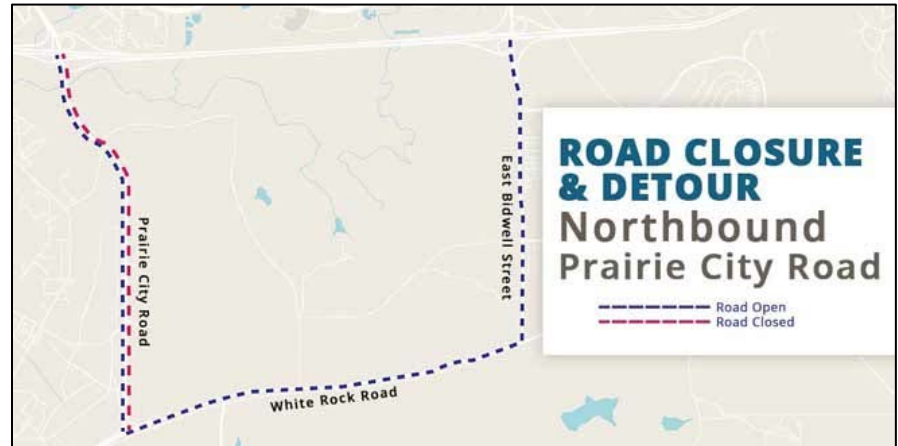 Prairie City Road
East Bidwell Street
White Rock Road
ROAD CLOSURE
& DETOUR
Northbound
Prairie City Road
Road Open
Road Closed